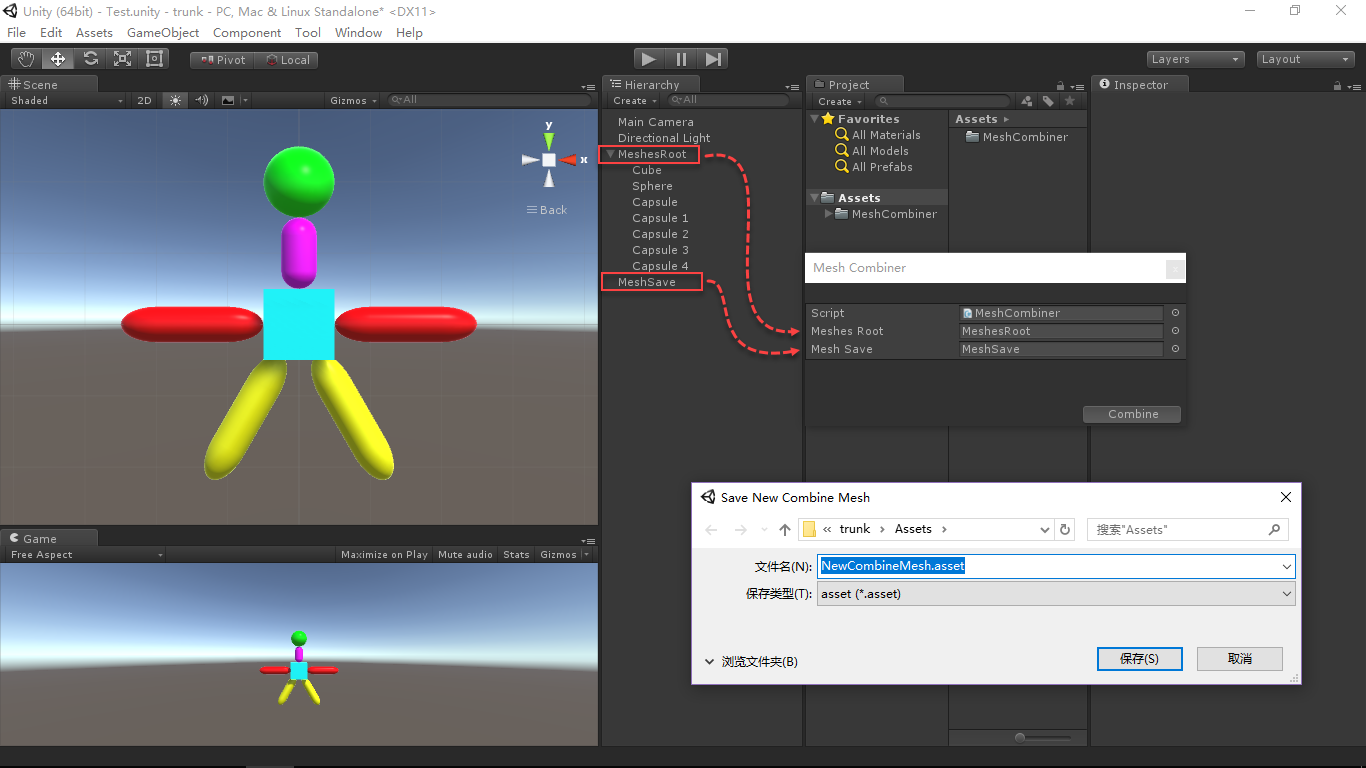 Unity (64bit) - Test.unity - trunk - PC, Mac & Linux Standalone* <DX11>
File Edit Assets GameObject Component Tool Window Help
Pivot Local
Layers Layout
Scene
Shaded 2D Gizmos All
y
x
Back
Game
Free Aspect Maximize on Play Mute audio Stats Gizmos
Hierarchy
Create All
Main Camera
Directional Light
MeshesRoot
Cube
Sphere
Capsule
Capsule 1
Capsule 2
Capsule 3
Capsule 4
MeshSave
Project
Create
Favorites
All Materials
All Models
All Prefabs
Assets
MeshCombiner
Assets
MeshCombiner
Inspector
Mesh Combiner
Script MeshCombiner
Meshes Root MeshesRoot
Mesh Save MeshSave
Combine
Save New Combine Mesh
« trunk › Assets ›
搜索"Assets"
文件名(N): NewCombineMesh.asset
保存类型(T): asset (*.asset)
浏览文件夹(B)
保存(S) 取消